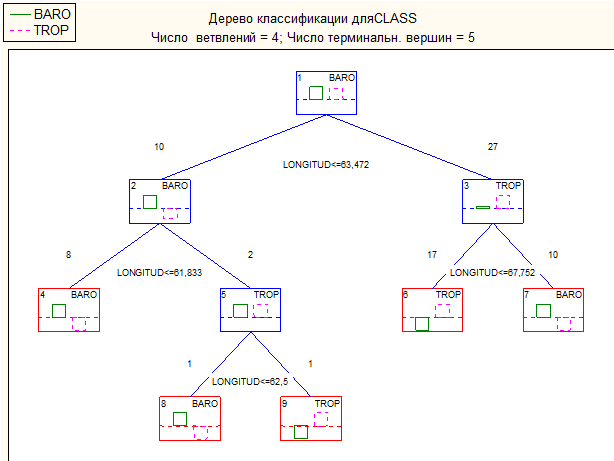 BARO
TROP
Дерево классификации дляCLASS
Число ветвлений = 4; Число терминальн. вершин = 5
1 BARO
10 27
LONGITUD<=63,472
2 BARO
3 TROP
8 2
17 10
LONGITUD<=61,833
LONGITUD<=67,752
4 BARO
5 TROP
6 TROP
7 BARO
1 1
LONGITUD<=62,5
8 BARO
9 TROP